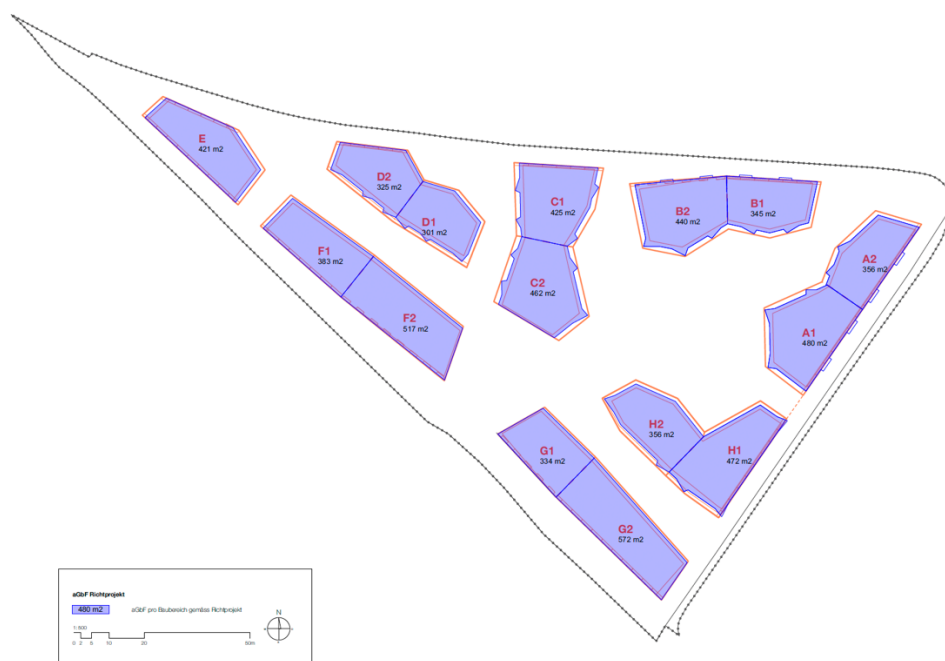 E
421 m2
D2
325 m2
D1
301 m2
C1
425 m2
B2
440 m2
B1
345 m2
A2
356 m2
F1
383 m2
C2
462 m2
F2
517 m2
A1
480 m2
H2
356 m2
H1
472 m2
G1
334 m2
G2
572 m2
aGbF Richtprojekt
480 m2 aGbF pro Baubereich gemäss Richtprojekt
1:500
0 2 5 10 20 50m
N